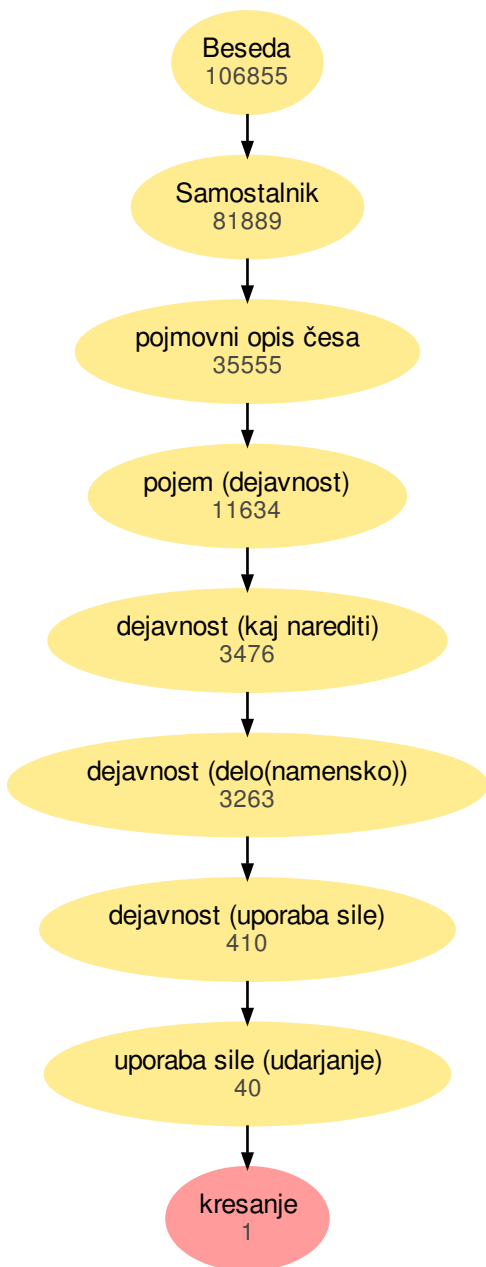 Beseda
106855
Samostalnik
81889
pojmovni opis česa
35555
pojem (dejavnost)
11634
dejavnost (kaj narediti)
3476
dejavnost (delo(namensko))
3263
dejavnost (uporaba sile)
410
uporaba sile (udarjanje)
40
kresanje
1